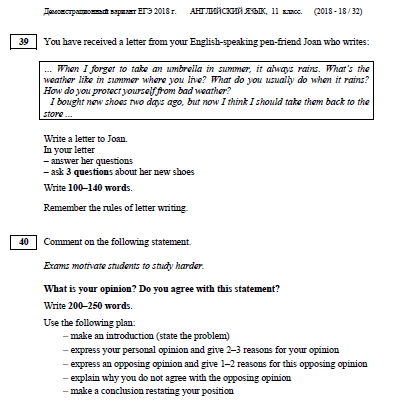 Демонстрационный вариант ЕГЭ 2018 г. АНГЛИЙСКИЙ ЯЗЫК, 11 класс. (2018 - 18 / 32)
39 You have received a letter from your English-speaking pen-friend Joan who writes:
... When I forget to take an umbrella in summer, it always rains. What's the
weather like in summer where you live? What do you usually do when it rains?
How do you protect yourself from bad weather?
I bought new shoes two days ago, but now I think I should take them back to the
store ...
Write a letter to Joan.
In your letter
– answer her questions
– ask 3 questions about her new shoes
Write 100–140 words.
Remember the rules of letter writing.
40 Comment on the following statement.
Exams motivate students to study harder.
What is your opinion? Do you agree with this statement?
Write 200–250 words.
Use the following plan:
– make an introduction (state the problem)
– express your personal opinion and give 2–3 reasons for your opinion
– express an opposing opinion and give 1–2 reasons for this opposing opinion
– explain why you do not agree with the opposing opinion
– make a conclusion restating your position